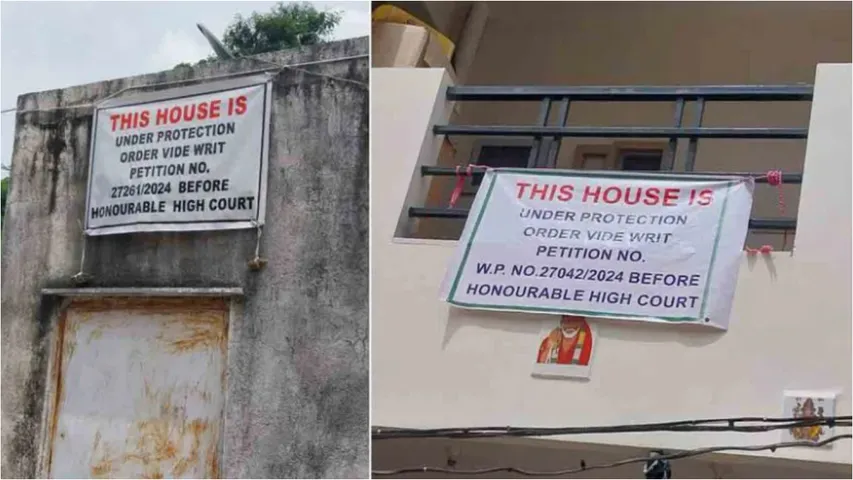 THIS HOUSE IS
UNDER PROTECTION
ORDER VIDE WRIT
PETITION NO.
27261/2024 BEFORE
HONOURABLE HIGH COURT
THIS HOUSE IS
UNDER PROTECTION
ORDER VIDE WRIT
PETITION NO.
W.P. NO.27042/2024 BEFORE
HONOURABLE HIGH COURT